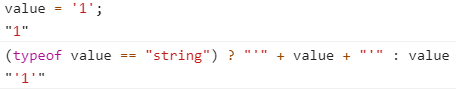 value = '1';
"1"
(typeof value == "string") ? "'" + value + "'" : value
"'1'"